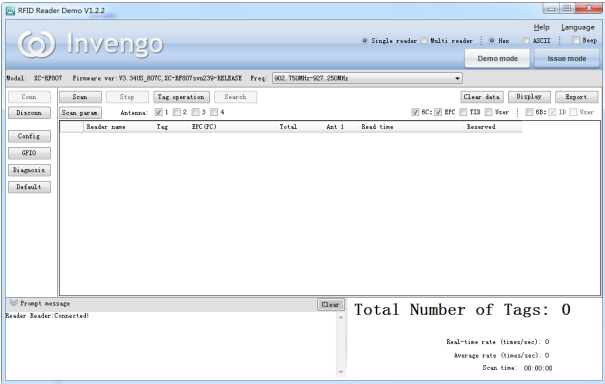 RFID Reader Demo V1.2.2
Help Language
Invengo
Single reader Multi reader Hex ASCII Beep
Demo mode Issue mode
Model: XC-RF807 Firmware ver:V3.34US_807C,XC-RF807svn239-RELEASE Freq: 902.750MHz-927.250MHz
Conn Scan Stop Tag operation Search Clear data Display Export
Disconn Scan param Antenna: 1 2 3 4 6C: EPC TID User 6B: ID User
Reader name Tag EPC(PC) Total Ant 1 Read time Reserved
Config
GPIO
Diagnosis
Default
Prompt message Clear
Reader Reader:Connected!
Total Number of Tags: 0
Real-time rate (times/sec): 0
Average rate (times/sec): 0
Scan time: 00:00:00